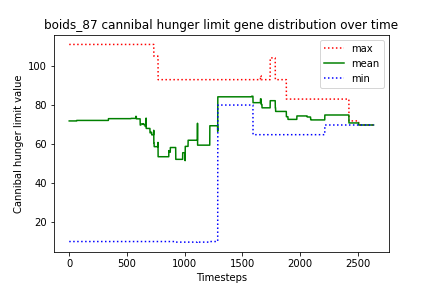 boids_87 cannibal hunger limit gene distribution over time
max
mean
min
Cannibal hunger limit value
100
80
60
40
20
0
500
1000
1500
2000
2500
Timesteps